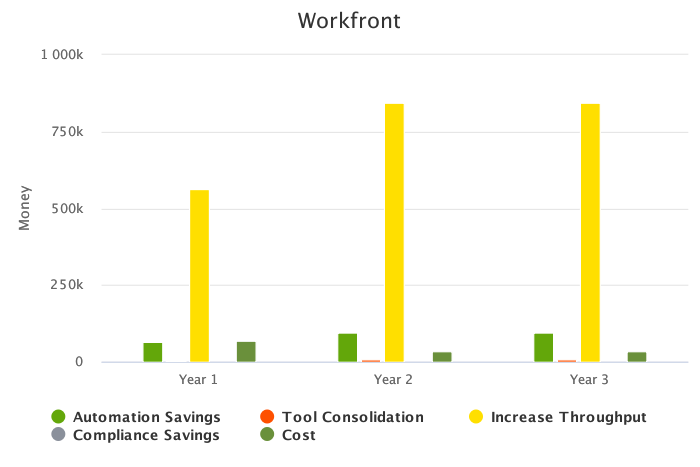 Workfront
1 000k
750k
500k
250k
0
Money
Year 1
Year 2
Year 3
Automation Savings
Tool Consolidation
Increase Throughput
Compliance Savings
Cost